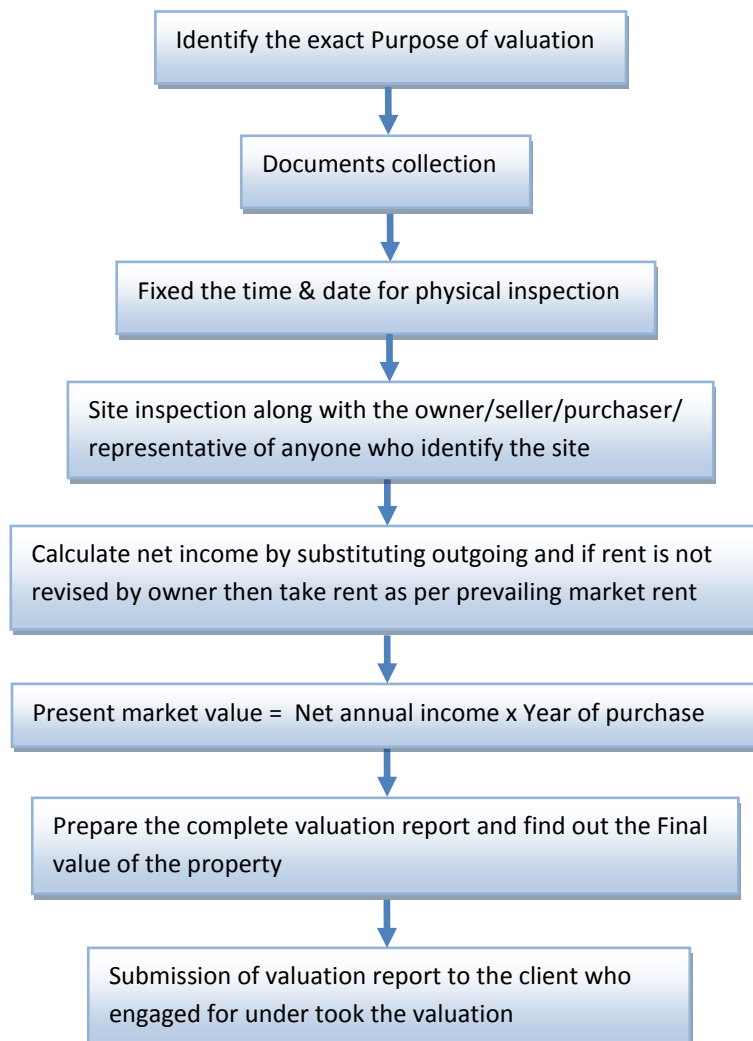 Identify the exact Purpose of valuation
Documents collection
Fixed the time & date for physical inspection
Site inspection along with the owner/seller/purchaser/
representative of anyone who identify the site
Calculate net income by substituting outgoing and if rent is not
revised by owner then take rent as per prevailing market rent
Present market value = Net annual income x Year of purchase
Prepare the complete valuation report and find out the Final
value of the property
Submission of valuation report to the client who
engaged for under took the valuation